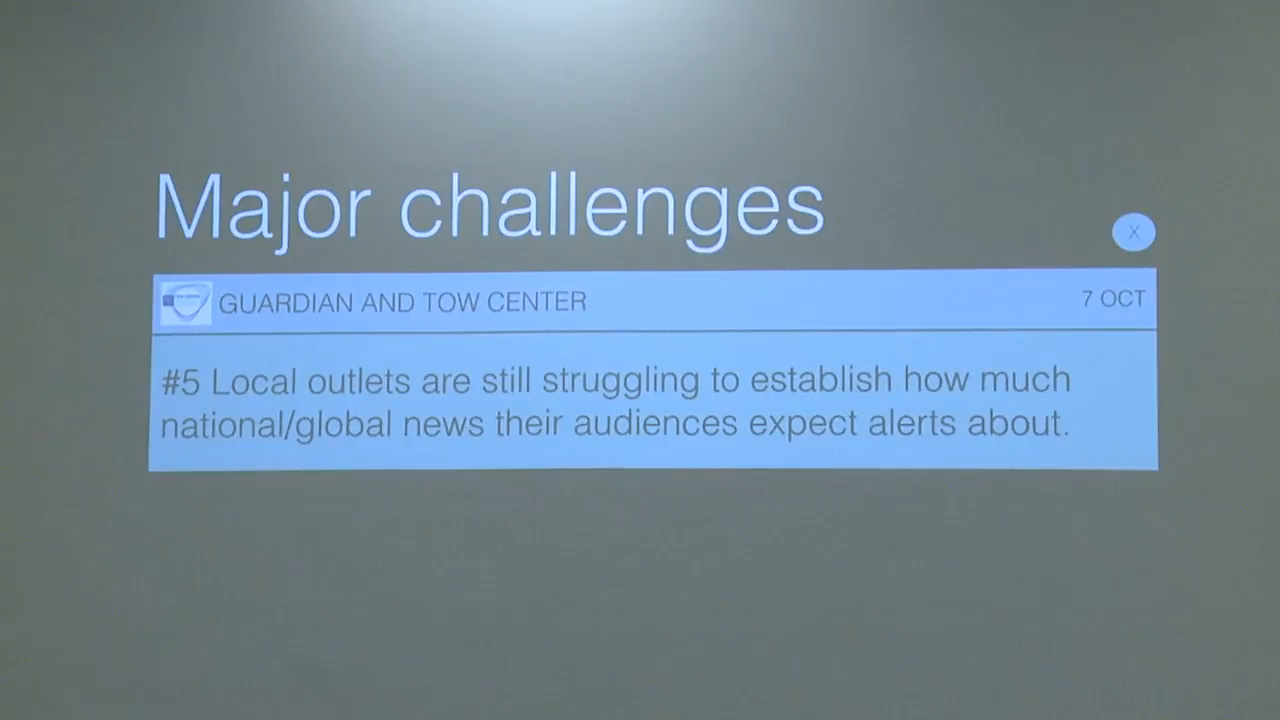 Major challenges
X
GUARDIAN AND TOW CENTER
7 OCT
#5 Local outlets are still struggling to establish how much
national/global news their audiences expect alerts about.